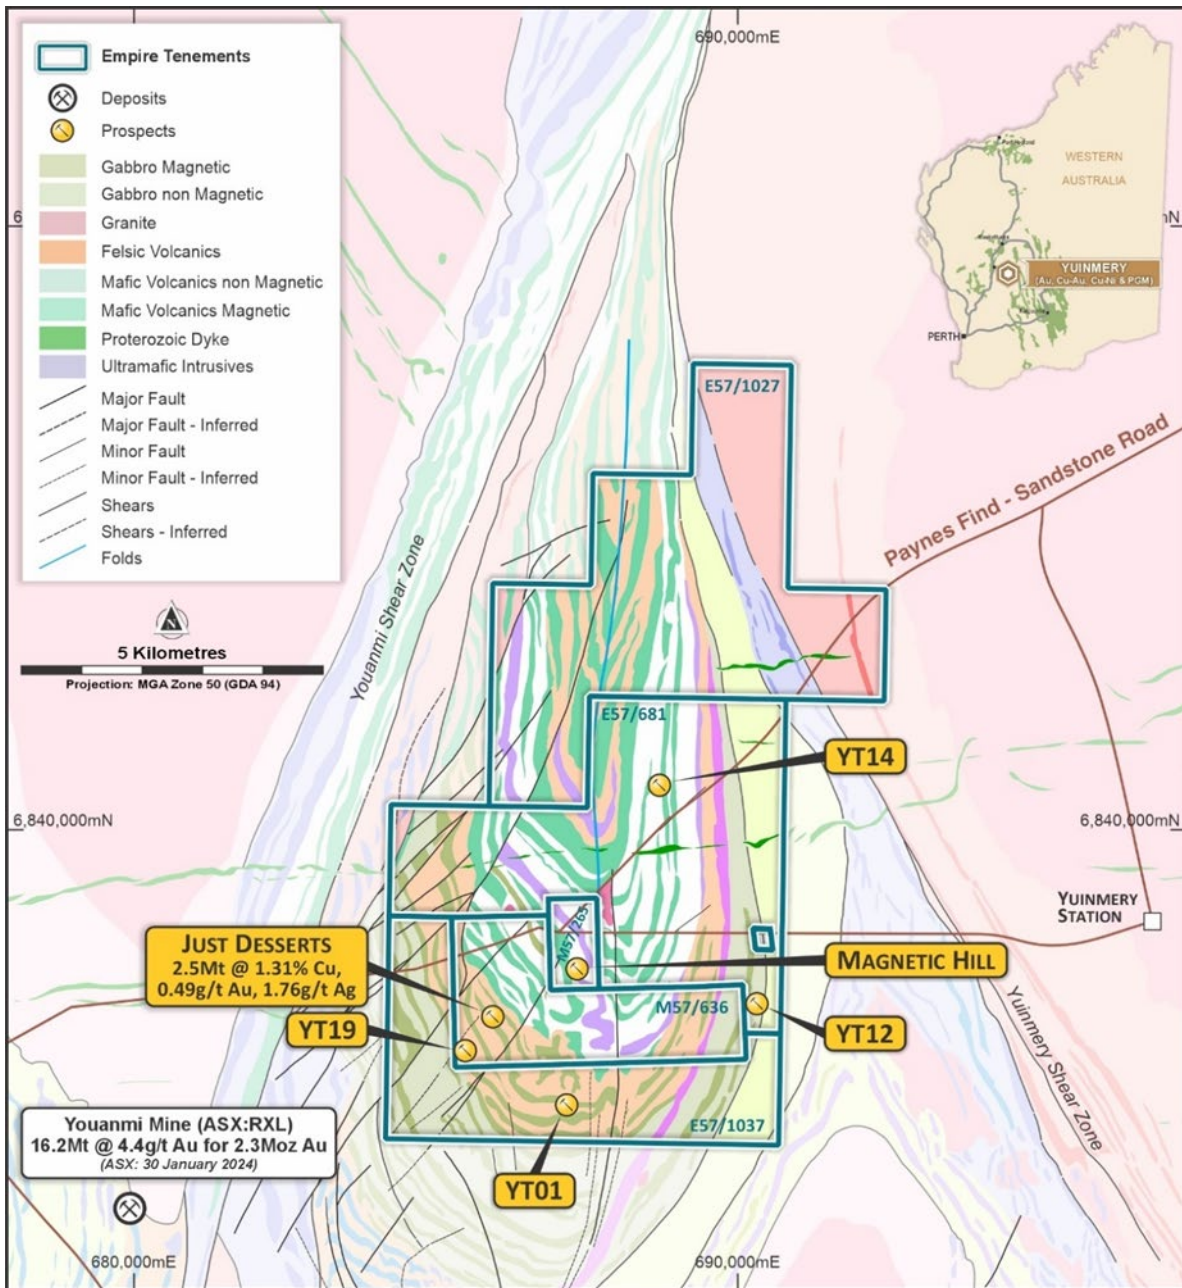 690,000mE
Empire Tenements
Deposits
Prospects
Gabbro Magnetic
Gabbro non Magnetic
Granite
Felsic Volcanics
Mafic Volcanics non Magnetic
Mafic Volcanics Magnetic
Proterozoic Dyke
Ultramafic Intrusives
Major Fault
Major Fault - Inferred
Minor Fault
Minor Fault - Inferred
Shears
Shears - Inferred
Folds
N
5 Kilometres
Projection: MGA Zone 50 (GDA 94)
WESTERN
AUSTRALIA
YUINMERY
(Au, Cu-Au, Cu-Ni & PGM)
PERTH
E57/1027
Paynes Find - Sandstone Road
Youanmi Shear Zone
E57/681
YT14
6,840,000mN
6,840,000mN
YUINMERY
STATION
M57/265
JUST DESSERTS
2.5Mt @ 1.31% Cu,
0.49g/t Au, 1.76g/t Ag
MAGNETIC HILL
M57/636
YT19
YT12
Yuinmery Shear Zone
E57/1037
Youanmi Mine (ASX:RXL)
16.2Mt @ 4.4g/t Au for 2.3Moz Au
(ASX: 30 January 2024)
YT01
680,000mE
690,000mE